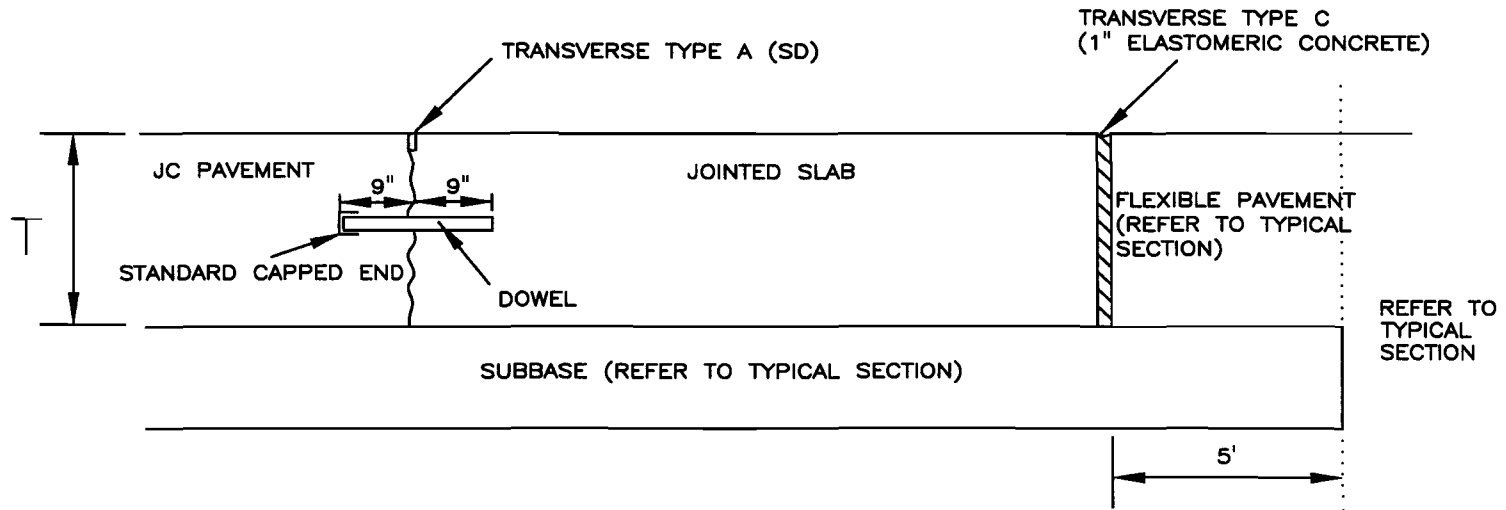 TRANSVERSE TYPE C
(1" ELASTOMERIC CONCRETE)
TRANSVERSE TYPE A (SD)
JC PAVEMENT
JOINTED SLAB
9" 9"
FLEXIBLE PAVEMENT
(REFER TO TYPICAL
SECTION)
T
STANDARD CAPPED END
DOWEL
REFER TO
TYPICAL
SECTION
SUBBASE (REFER TO TYPICAL SECTION)
5'